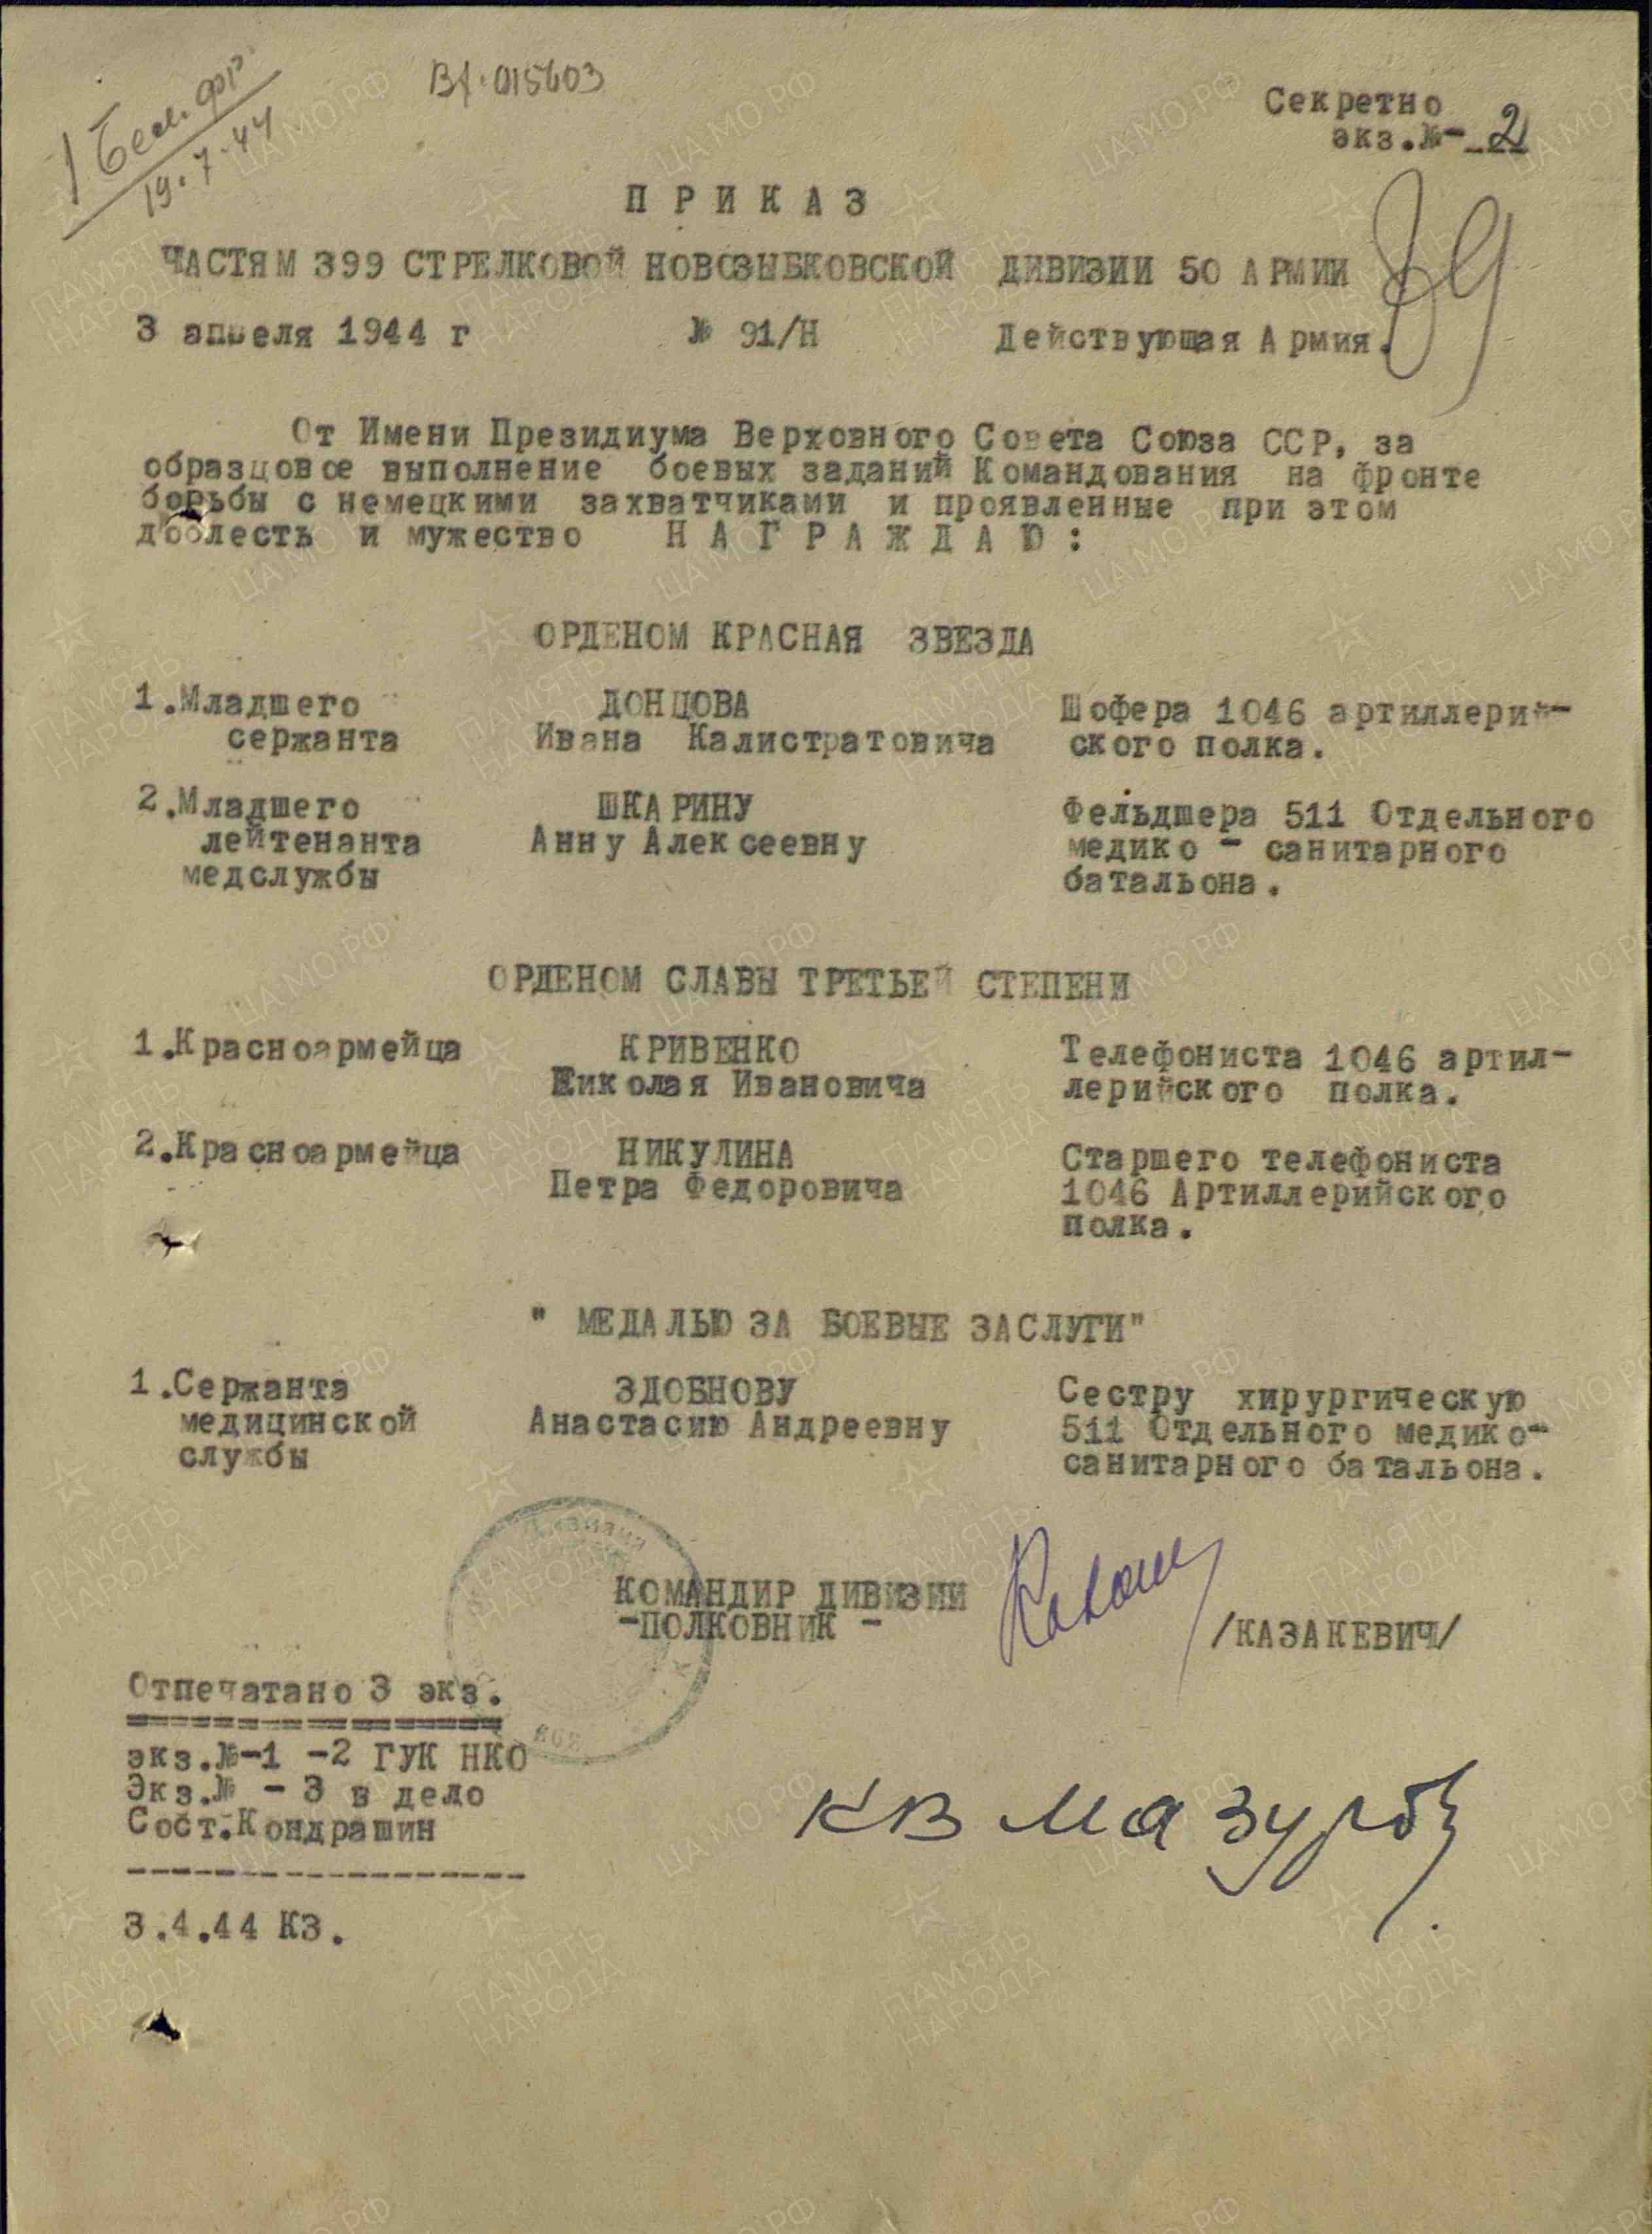 1 Бел. фр.
19.7.44
Вх. 015603
Секретно
экз.№- 2
89
П Р И К А З
ЧАСТЯМ 399 СТРЕЛКОВОЙ НОВОЗЫБКОВСКОЙ ДИВИЗИИ 50 АРМИИ
3 апреля 1944 г № 91/Н Действующая Армия.
От Имени Президиума Верховного Совета Союза ССР, за
образцовое выполнение боевых заданий Командования на фронте
борьбы с немецкими захватчиками и проявленные при этом
доблесть и мужество Н А Г Р А Ж Д А Ю :
ОРДЕНОМ КРАСНАЯ ЗВЕЗДА
1.Младшего ДОНЦОВА Шофера 1046 артиллерий-
сержанта Ивана Калистратовича ского полка.
2.Младшего ШКАРИНУ Фельдшера 511 Отдельного
лейтенанта Анну Алексеевну медико - санитарного
медслужбы батальона.
ОРДЕНОМ СЛАВЫ ТРЕТЬЕЙ СТЕПЕНИ
1.Красноармейца КРИВЕНКО Телефониста 1046 артил-
Николая Ивановича лерийского полка.
2.Красноармейца НИКУЛИНА Старшего телефониста
Петра Федоровича 1046 Артиллерийского
полка.
" МЕДАЛЬЮ ЗА БОЕВЫЕ ЗАСЛУГИ"
1.Сержанта ЗДОБНОВУ Сестру хирургическую
медицинской Анастасию Андреевну 511 Отдельного медико-
службы санитарного батальона.
КОМАНДИР ДИВИЗИИ
-ПОЛКОВНИК - /КАЗАКЕВИЧ/
Отпечатано 3 экз.
экз.№-1 -2 ГУК НКО
Экз.№ - 3 в дело
Сост.Кондрашин
3.4.44 КЗ.
КВ Мазур
ЦА МО РФ
ПАМЯТЬ
НАРОДА